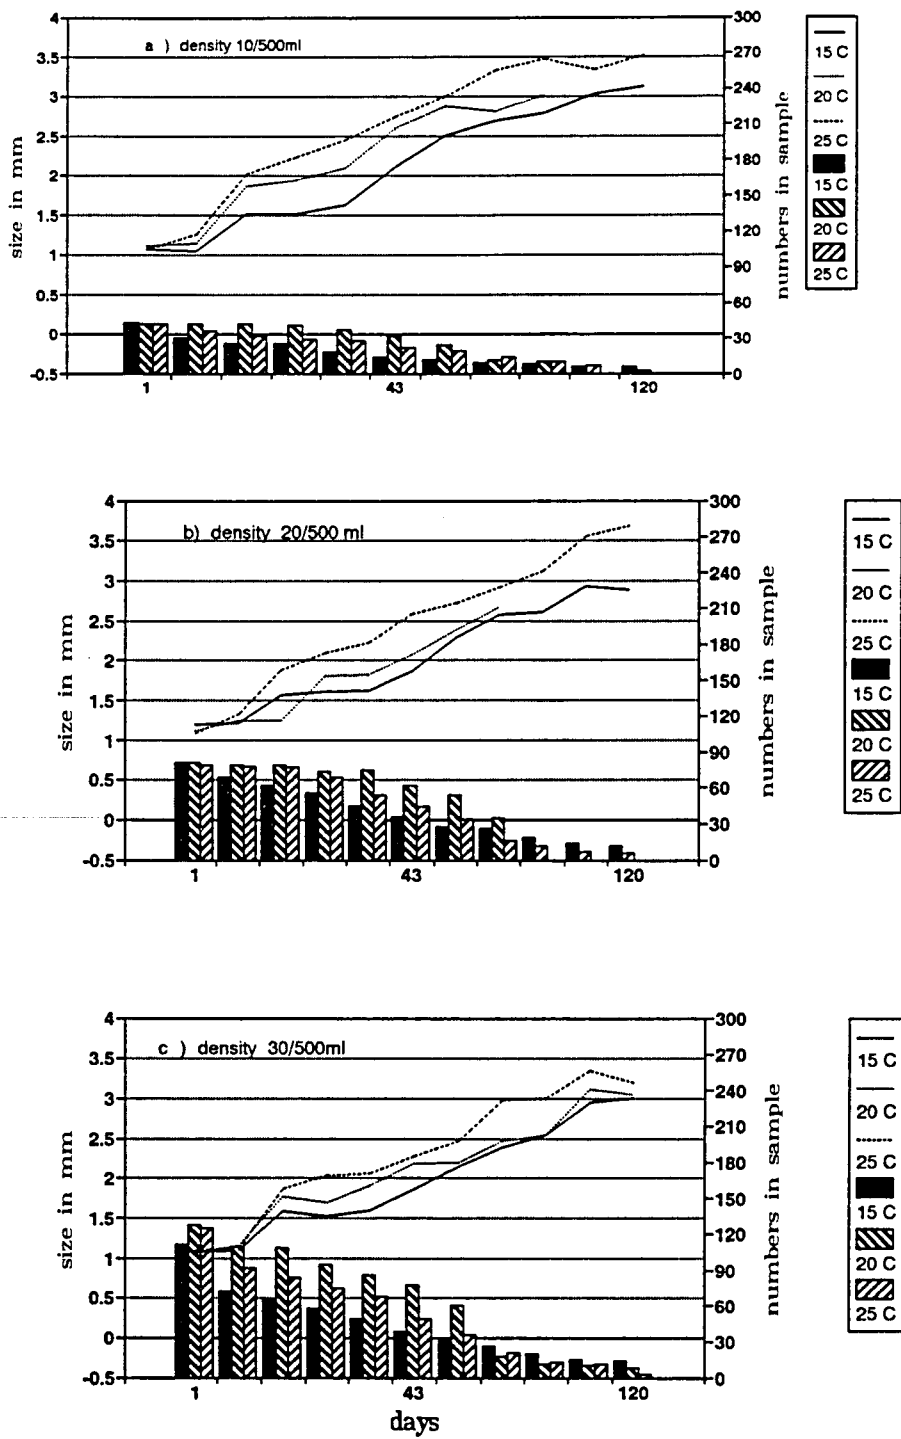 a ) density 10/500ml
size in mm
4
3.5
3
2.5
2
1.5
1
0.5
0
-0.5
1
43
120
300
270
240
210
180
150
120
90
60
30
0
numbers in sample
15 C
20 C
25 C
15 C
20 C
25 C
b) density 20/500 ml
size in mm
4
3.5
3
2.5
2
1.5
1
0.5
0
-0.5
1
43
120
300
270
240
210
180
150
120
90
60
30
0
numbers in sample
15 C
20 C
25 C
15 C
20 C
25 C
c ) density 30/500ml
size in mm
4
3.5
3
2.5
2
1.5
1
0.5
0
-0.5
1
43
120
days
300
270
240
210
180
150
120
90
60
30
0
numbers in sample
15 C
20 C
25 C
15 C
20 C
25 C